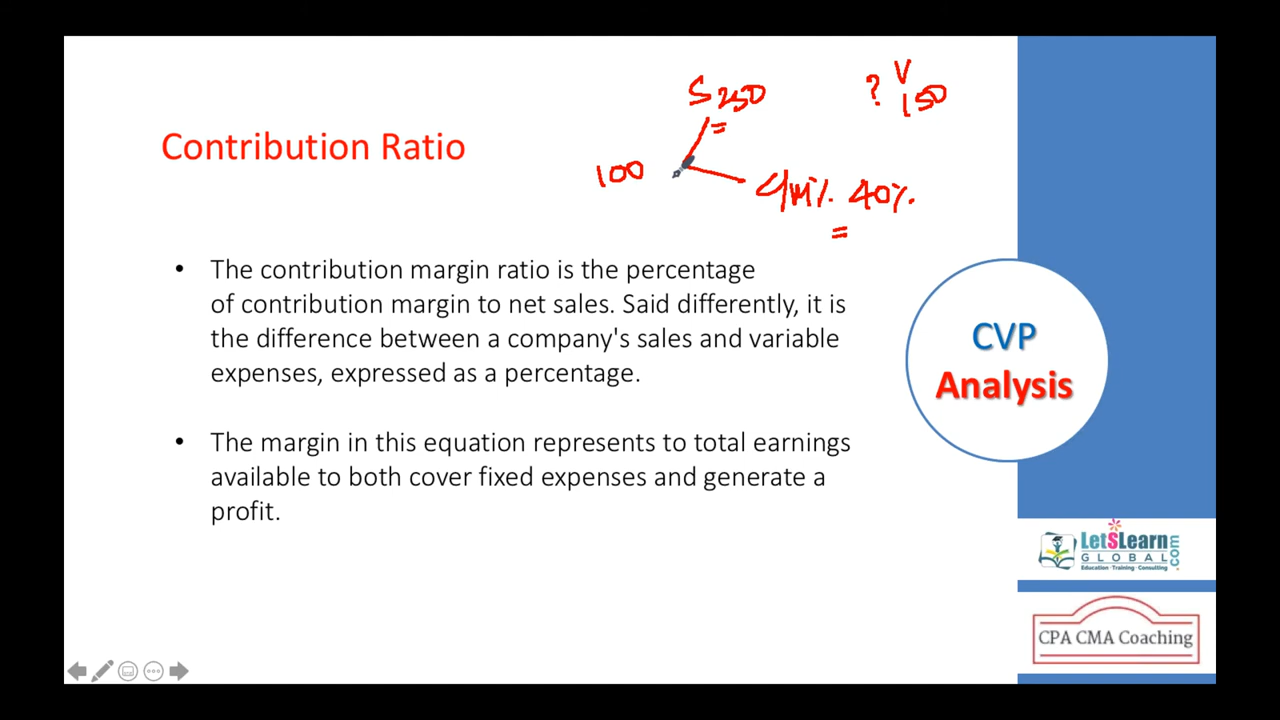 S 250
? V
150
Contribution Ratio
100
C/M% 40%
=
=
• The contribution margin ratio is the percentage
of contribution margin to net sales. Said differently, it is
the difference between a company's sales and variable
expenses, expressed as a percentage.
• The margin in this equation represents to total earnings
available to both cover fixed expenses and generate a
profit.
CVP
Analysis
LetSLearn
GLOBAL
.com
Education · Training · Consulting
CPA CMA Coaching